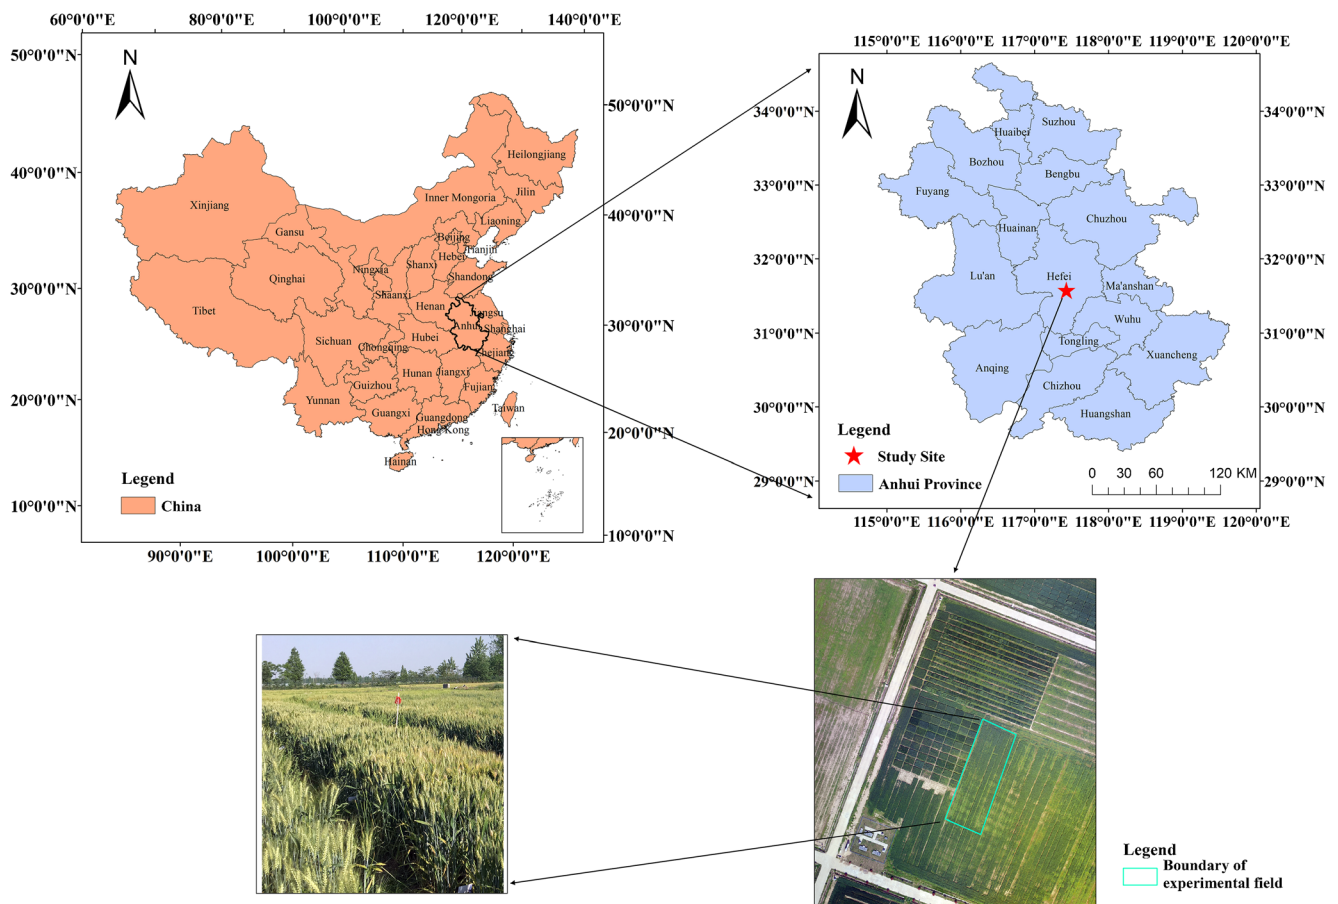 60°0'0"E 80°0'0"E 100°0'0"E 120°0'0"E 140°0'0"E
50°0'0"N
40°0'0"N
30°0'0"N
20°0'0"N
10°0'0"N
N
50°0'0"N
40°0'0"N
30°0'0"N
20°0'0"N
10°0'0"N
90°0'0"E 100°0'0"E 110°0'0"E 120°0'0"E
Heilongjiang
Jilin
Inner Mongoria
Liaoning
Xinjiang
Gansu
Beijing
Tianjin
Hebei
Shanxi
Ningxia
Shandong
Qinghai
Shaanxi
Henan
Jiangsu
Tibet
Anhui
Shanghai
Sichuan
Hubei
Chongqing
Zhejiang
Hunan
Jiangxi
Guizhou
Fujian
Yunnan
Guangxi
Guangdong
Taiwan
Hong Kong
Hainan
Legend
China
115°0'0"E 116°0'0"E 117°0'0"E 118°0'0"E 119°0'0"E 120°0'0"E
N
34°0'0"N
33°0'0"N
32°0'0"N
31°0'0"N
30°0'0"N
29°0'0"N
34°0'0"N
33°0'0"N
32°0'0"N
31°0'0"N
30°0'0"N
29°0'0"N
Suzhou
Huaibei
Bozhou
Bengbu
Fuyang
Chuzhou
Huainan
Lu'an
Hefei
Ma'anshan
Wuhu
Tongling
Xuancheng
Anqing
Chizhou
Huangshan
Legend
Study Site
Anhui Province
0 30 60 120 KM
115°0'0"E 116°0'0"E 117°0'0"E 118°0'0"E 119°0'0"E 120°0'0"E
Legend
Boundary of
experimental field